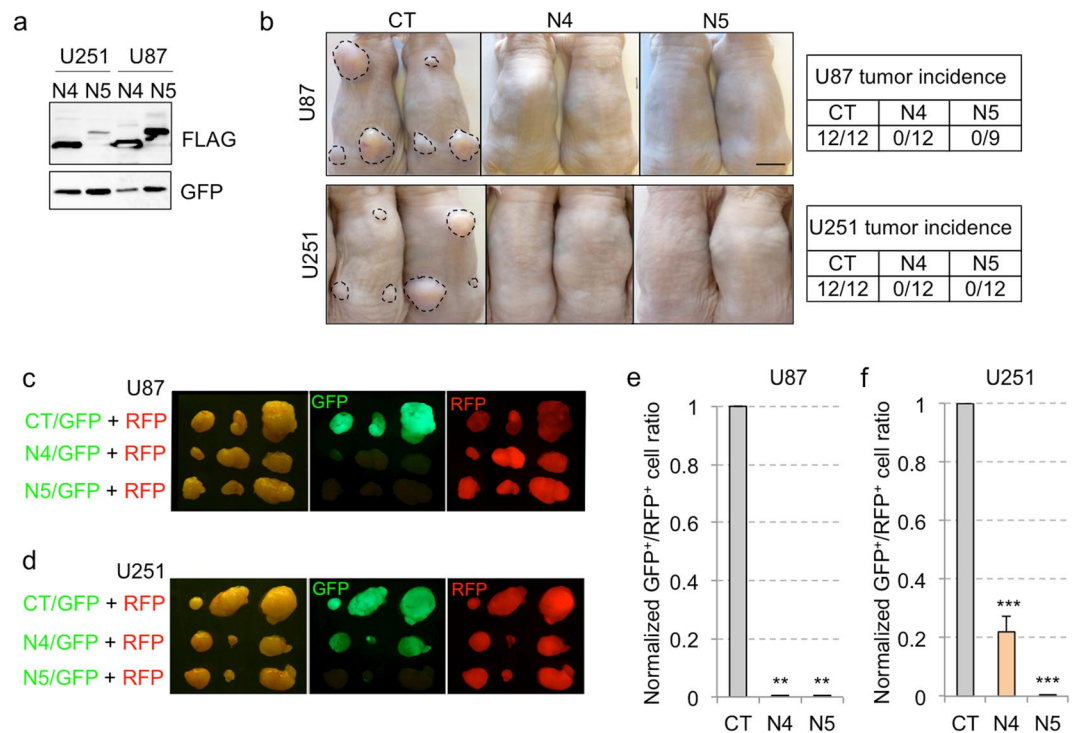 a
U251 U87
N4 N5 N4 N5
FLAG
GFP
b
CT N4 N5
U87
U87 tumor incidence
CT N4 N5
12/12 0/12 0/9
U251
U251 tumor incidence
CT N4 N5
12/12 0/12 0/12
c
U87
GFP RFP
CT/GFP + RFP
N4/GFP + RFP
N5/GFP + RFP
d
U251
GFP RFP
CT/GFP + RFP
N4/GFP + RFP
N5/GFP + RFP
e
U87
Normalized GFP⁺/RFP⁺ cell ratio
1
0.8
0.6
0.4
0.2
0
** **
CT N4 N5
f
U251
Normalized GFP⁺/RFP⁺ cell ratio
1
0.8
0.6
0.4
0.2
0
*** ***
CT N4 N5